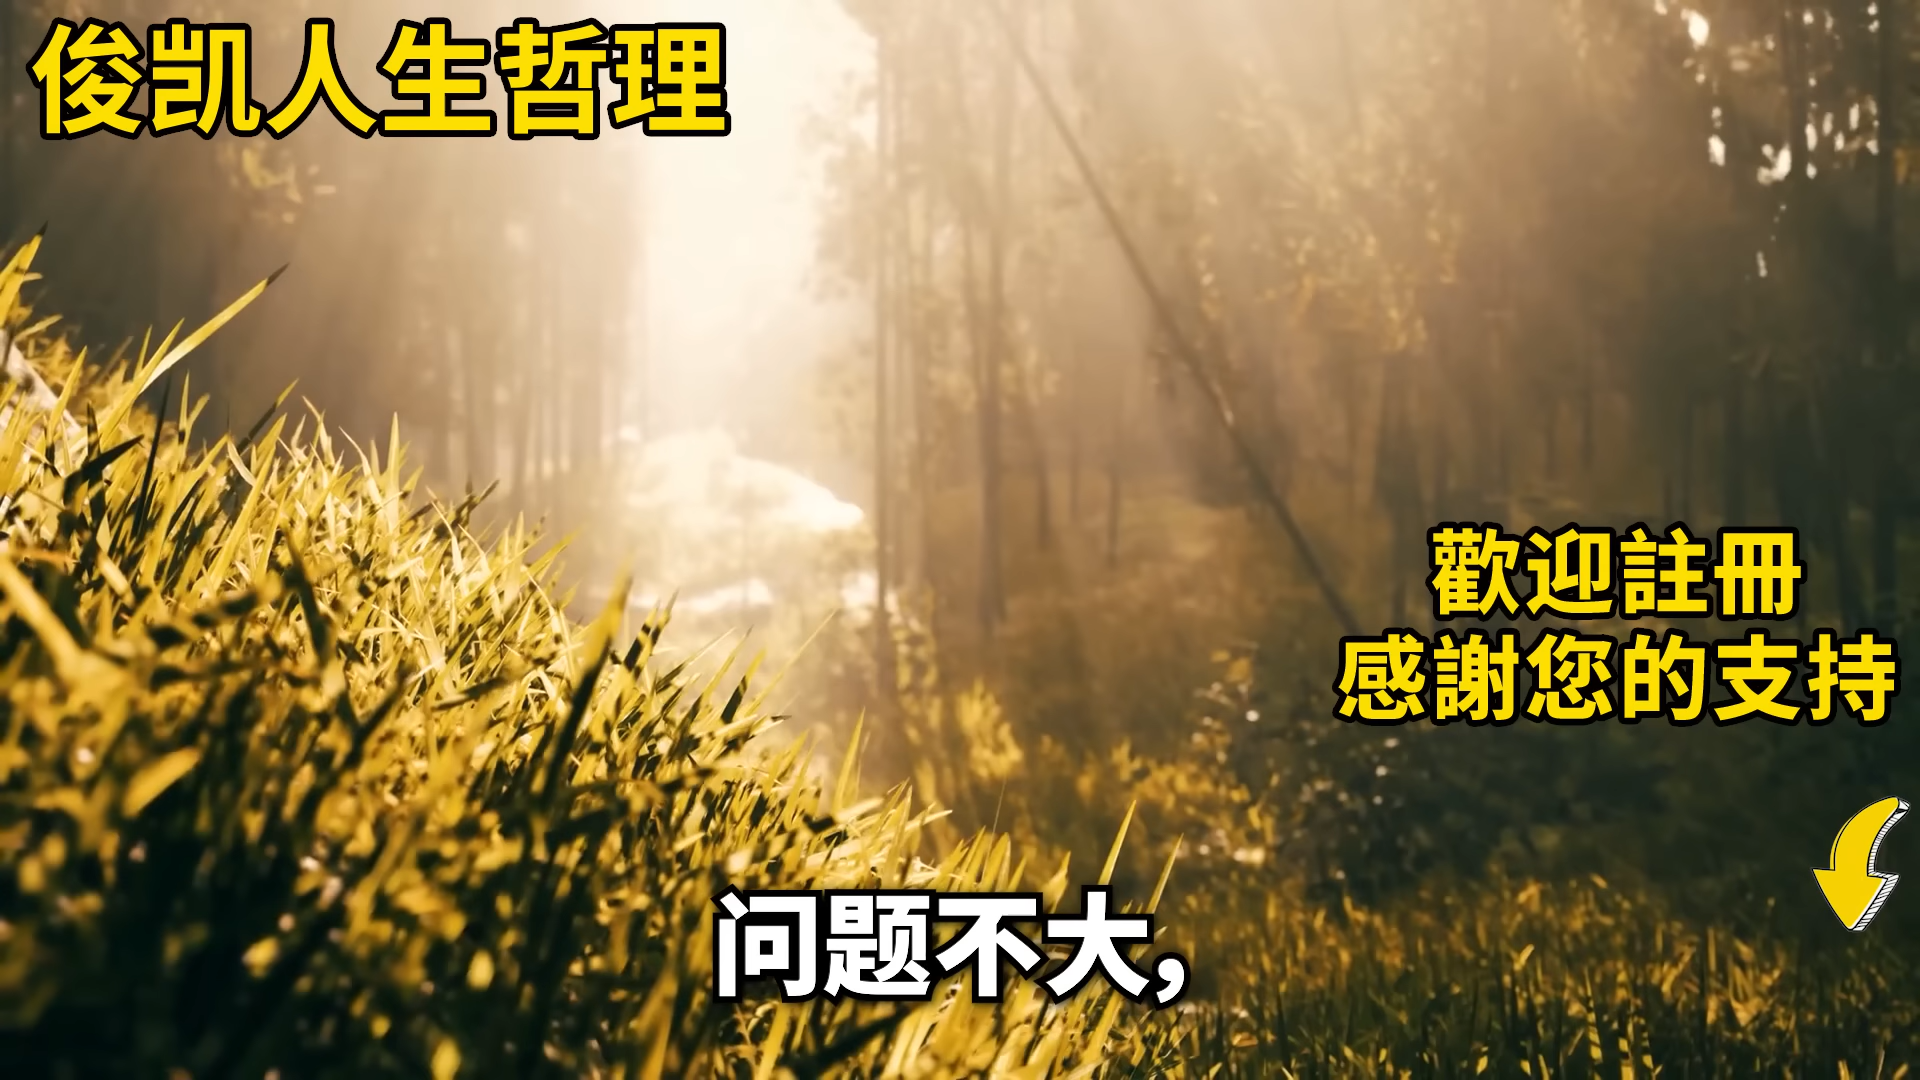 俊凯人生哲理
歡迎註冊
感謝您的支持
问题不大,